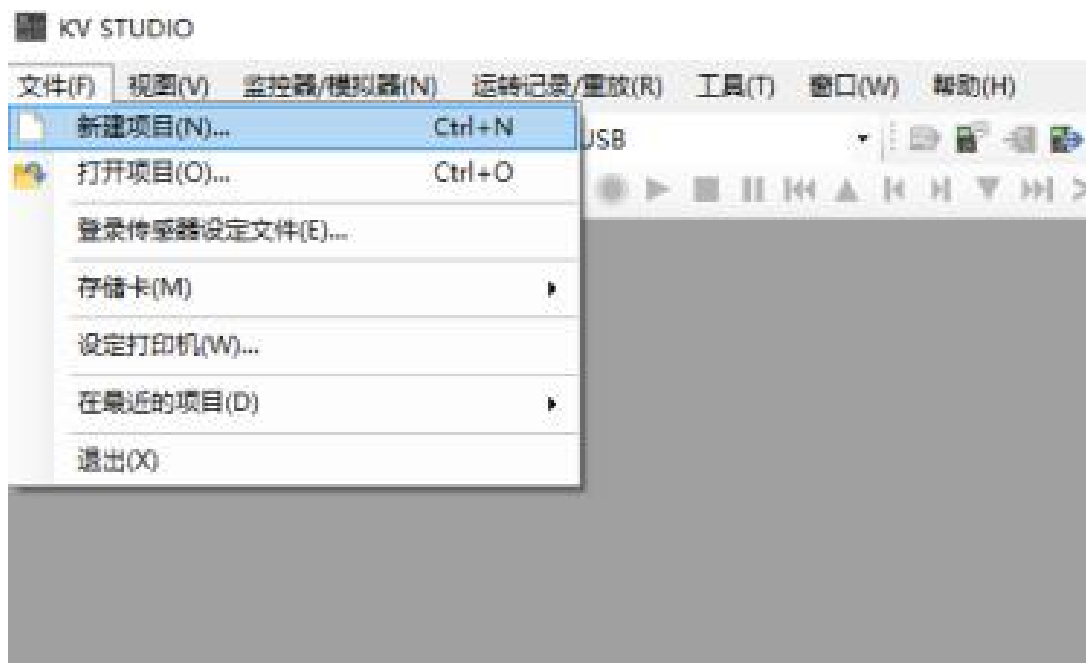 KV STUDIO
文件(F) 视图(V) 监控器/模拟器(N) 运转记录/重放(R) 工具(T) 窗口(W) 帮助(H)
新建项目(N)... Ctrl+N USB
打开项目(O)... Ctrl+O
登录传感器设定文件(E)...
存储卡(M)
设定打印机(W)...
在最近的项目(D)
退出(X)